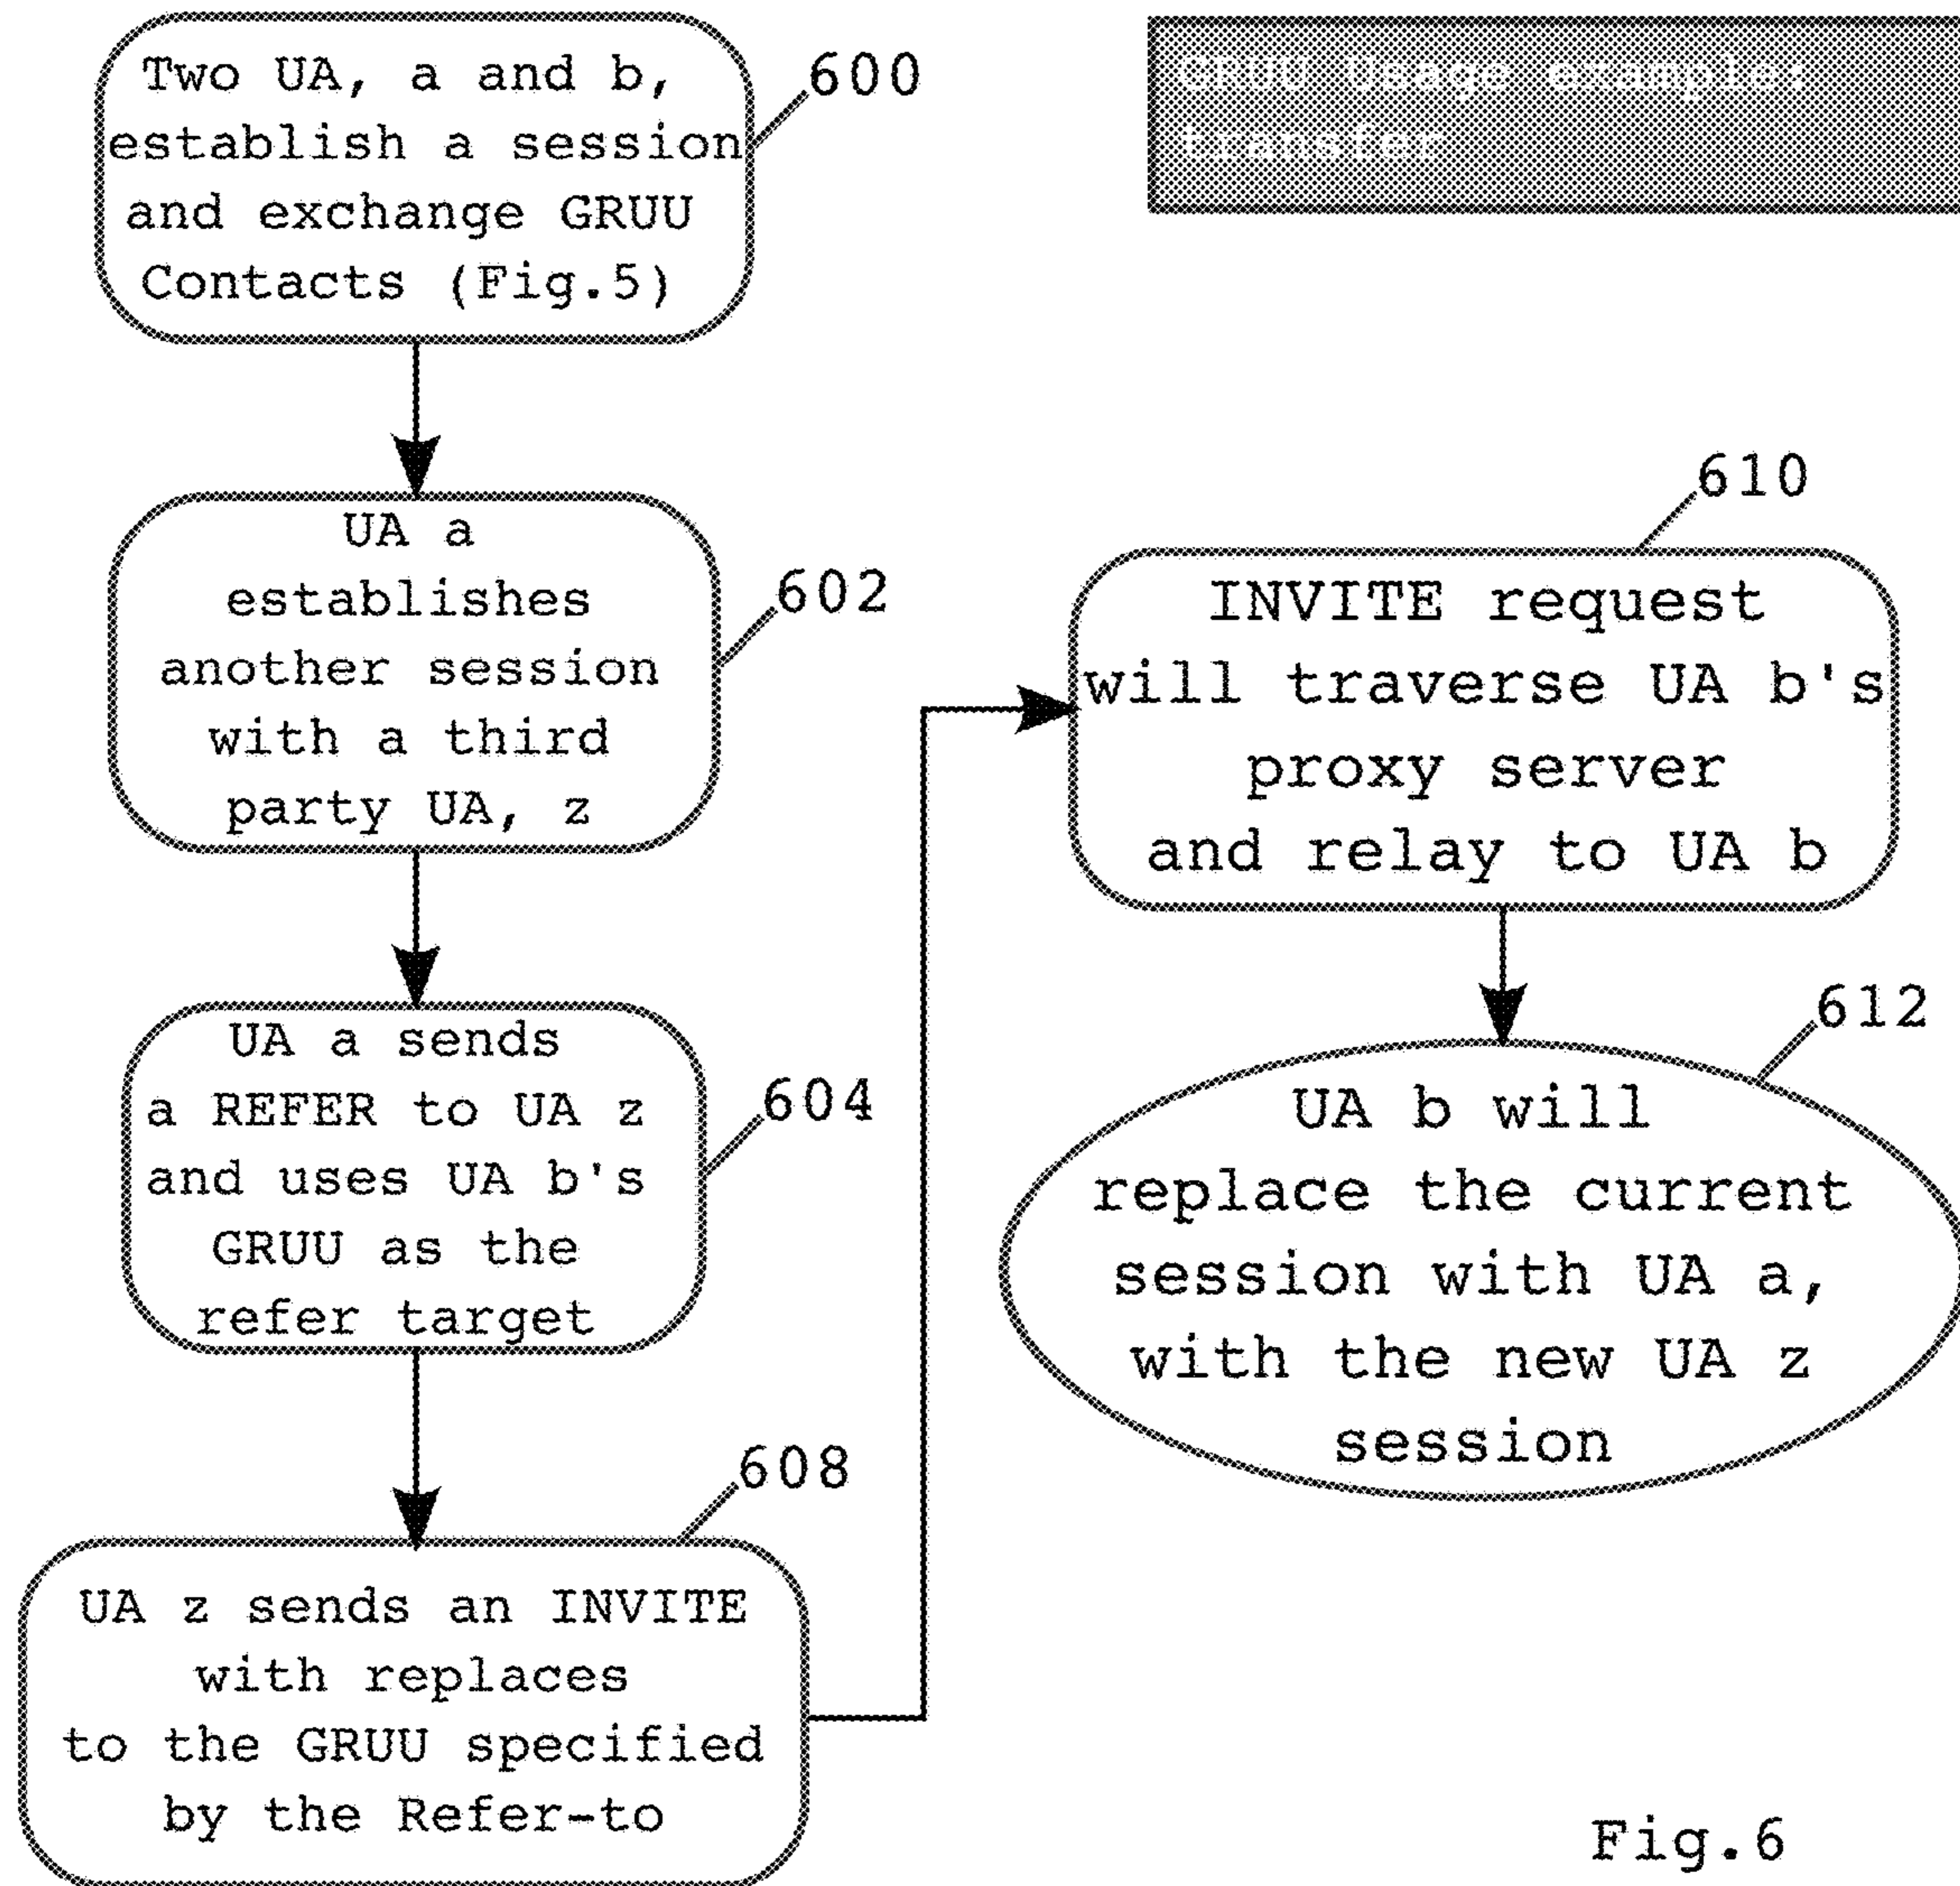 Two UA, a and b,
establish a session
and exchange GRUU
Contacts (Fig.5)
600
GRUU Usage example:
transfer
UA a
establishes
another session
with a third
party UA, z
602
UA a sends
a REFER to UA z
and uses UA b's
GRUU as the
refer target
604
UA z sends an INVITE
with replaces
to the GRUU specified
by the Refer-to
608
610
INVITE request
will traverse UA b's
proxy server
and relay to UA b
612
UA b will
replace the current
session with UA a,
with the new UA z
session
Fig.6